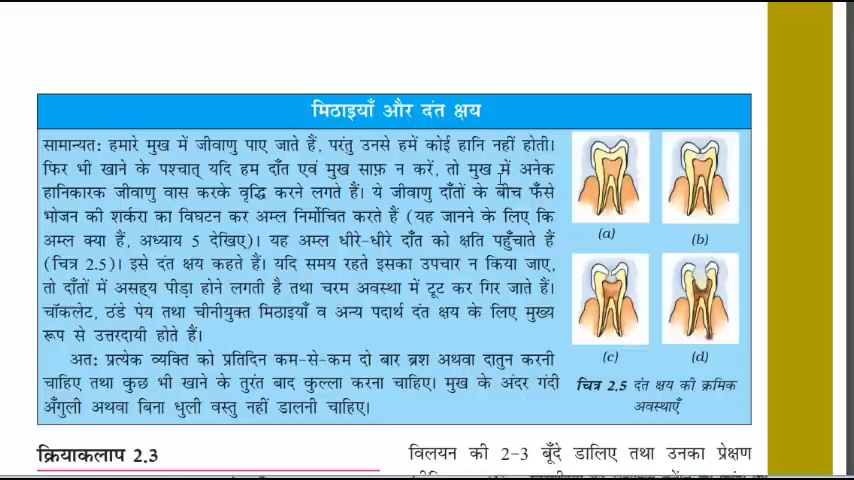 मिठाइयाँ और दंत क्षय
सामान्यत: हमारे मुख में जीवाणु पाए जाते हैं, परंतु उनसे हमें कोई हानि नहीं होती।
फिर भी खाने के पश्चात् यदि हम दाँत एवं मुख साफ़ न करें, तो मुख में अनेक
हानिकारक जीवाणु वास करके वृद्धि करने लगते हैं। ये जीवाणु दाँतों के बीच फँसे
भोजन की शर्करा का विघटन कर अम्ल निर्मोचित करते हैं (यह जानने के लिए कि
अम्ल क्या हैं, अध्याय 5 देखिए)। यह अम्ल धीरे-धीरे दाँत को क्षति पहुँचाते हैं
(चित्र 2.5)। इसे दंत क्षय कहते हैं। यदि समय रहते इसका उपचार न किया जाए,
तो दाँतों में असह्य पीड़ा होने लगती है तथा चरम अवस्था में टूट कर गिर जाते हैं।
चॉकलेट, ठंडे पेय तथा चीनीयुक्त मिठाइयाँ व अन्य पदार्थ दंत क्षय के लिए मुख्य
रूप से उत्तरदायी होते हैं।
अत: प्रत्येक व्यक्ति को प्रतिदिन कम-से-कम दो बार ब्रश अथवा दातुन करनी
चाहिए तथा कुछ भी खाने के तुरंत बाद कुल्ला करना चाहिए। मुख के अंदर गंदी
अँगुली अथवा बिना धुली वस्तु नहीं डालनी चाहिए।
(a)
(b)
(c)
(d)
चित्र 2.5 दंत क्षय की क्रमिक
अवस्थाएँ
क्रियाकलाप 2.3
विलयन की 2-3 बूँदे डालिए तथा उनका प्रेक्षण